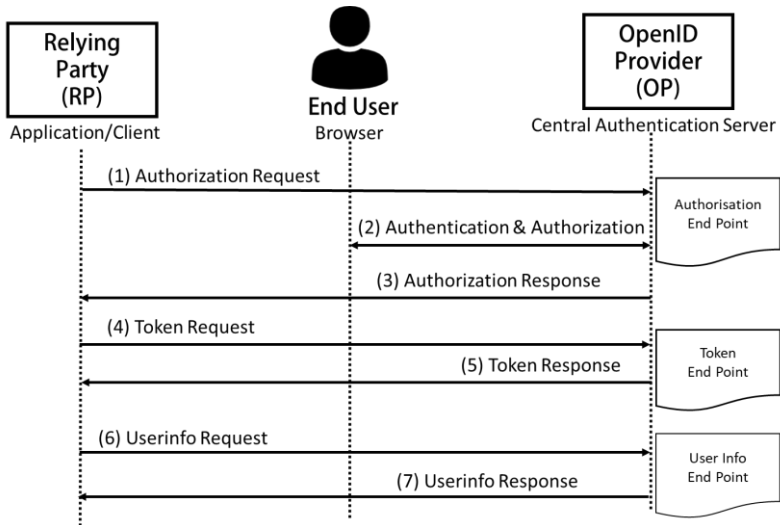 Relying
Party
(RP)
Application/Client
End User
Browser
OpenID
Provider
(OP)
Central Authentication Server
(1) Authorization Request
Authorisation
End Point
(2) Authentication & Authorization
(3) Authorization Response
(4) Token Request
Token
End Point
(5) Token Response
(6) Userinfo Request
User Info
End Point
(7) Userinfo Response